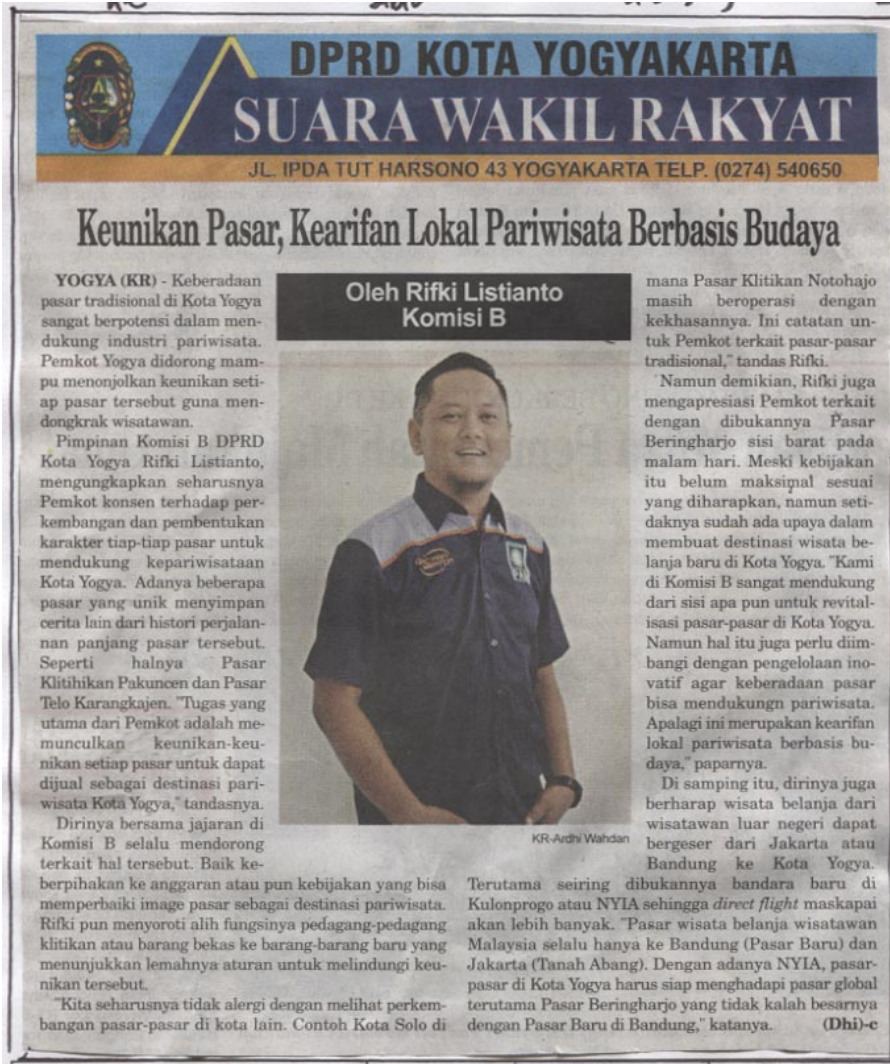 DPRD KOTA YOGYAKARTA
SUARA WAKIL RAKYAT
JL. IPDA TUT HARSONO 43 YOGYAKARTA TELP. (0274) 540650
Keunikan Pasar, Kearifan Lokal Pariwisata Berbasis Budaya
YOGYA (KR) - Keberadaan
pasar tradisional di Kota Yogya
sangat berpotensi dalam men-
dukung industri pariwisata.
Pemkot Yogya didorong mam-
pu menonjolkan keunikan seti-
ap pasar tersebut guna men-
dongkrak wisatawan.
Pimpinan Komisi B DPRD
Kota Yogya Rifki Listianto,
mengungkapkan seharusnya
Pemkot konsen terhadap per-
kembangan dan pembentukan
karakter tiap-tiap pasar untuk
mendukung kepariwisataan
Kota Yogya. Adanya beberapa
pasar yang unik menyimpan
cerita lain dari histori perjalan-
nan panjang pasar tersebut.
Seperti halnya Pasar
Klitihikan Pakuncen dan Pasar
Telo Karangkajen. "Tugas yang
utama dari Pemkot adalah me-
munculkan keunikan-keu-
nikan setiap pasar untuk dapat
dijual sebagai destinasi pari-
wisata Kota Yogya," tandasnya.
Dirinya bersama jajaran di
Komisi B selalu mendorong
terkait hal tersebut. Baik ke-
berpihakan ke anggaran atau pun kebijakan yang bisa
memperbaiki image pasar sebagai destinasi pariwisata.
Rifki pun menyoroti alih fungsinya pedagang-pedagang
klitikan atau barang bekas ke barang-barang baru yang
menunjukkan lemahnya aturan untuk melindungi keu-
nikan tersebut.
"Kita seharusnya tidak alergi dengan melihat perkem-
bangan pasar-pasar di kota lain. Contoh Kota Solo di
Oleh Rifki Listianto
Komisi B
KR-Ardhi Wahdan
mana Pasar Klitikan Notohajo
masih beroperasi dengan
kekhasannya. Ini catatan un-
tuk Pemkot terkait pasar-pasar
tradisional," tandas Rifki.
Namun demikian, Rifki juga
mengapresiasi Pemkot terkait
dengan dibukannya Pasar
Beringharjo sisi barat pada
malam hari. Meski kebijakan
itu belum maksimal sesuai
yang diharapkan, namun seti-
daknya sudah ada upaya dalam
membuat destinasi wisata be-
lanja baru di Kota Yogya. "Kami
di Komisi B sangat mendukung
dari sisi apa pun untuk revital-
isasi pasar-pasar di Kota Yogya.
Namun hal itu juga perlu diim-
bangi dengan pengelolaan ino-
vatif agar keberadaan pasar
bisa mendukungn pariwisata.
Apalagi ini merupakan kearifan
lokal pariwisata berbasis bu-
daya," paparnya.
Di samping itu, dirinya juga
berharap wisata belanja dari
wisatawan luar negeri dapat
bergeser dari Jakarta atau
Bandung ke Kota Yogya.
Terutama seiring dibukannya bandara baru di
Kulonprogo atau NYIA sehingga direct flight maskapai
akan lebih banyak. "Pasar wisata belanja wisatawan
Malaysia selalu hanya ke Bandung (Pasar Baru) dan
Jakarta (Tanah Abang). Dengan adanya NYIA, pasar-
pasar di Kota Yogya harus siap menghadapi pasar global
terutama Pasar Beringharjo yang tidak kalah besarnya
dengan Pasar Baru di Bandung," katanya. (Dhi)-c